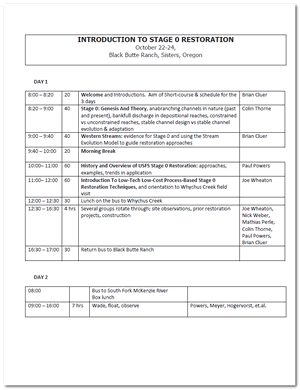 INTRODUCTION TO STAGE 0 RESTORATION
October 22-24,
Black Butte Ranch, Sisters, Oregon
DAY 1
8:00 – 8:20 20 Welcome and Introductions. Aim of Short-course & schedule for the Brian Cluer
3 days
8:20 – 9:00 40 Stage 0: Genesis And Theory, anabranching channels in nature (past Colin Thorne
and present), bankfull discharge in depositional reaches, constrained
vs unconstrained reaches, stable channel design vs stable channel
evolution & adaptation
9:00 – 9:40 40 Western Streams: evidence for Stage 0 and using the Stream Brian Cluer
Evolution Model to guide restoration approaches
9:40 – 10:00 20 Morning Break
10:00 – 11:00 60 History and Overview of USFS Stage 0 Restoration: approaches, Paul Powers
examples, trends in application
11:00 – 12:00 60 Introduction To Low-Tech Low-Cost Process-Based Stage 0 Joe Wheaton
Restoration Techniques, and orientation to Whychus Creek field
visit
12:00 – 12:30 30 Lunch on the bus to Whychus Creek
12:30 – 16:30 4 hrs Several groups rotate through; site observations, prior restoration Joe Wheaton,
projects, construction Nick Weber,
Mathias Perle,
Colin Thorne,
Paul Powers,
Brian Cluer
16:30 – 17:00 30 Return bus to Black Butte Ranch
DAY 2
08:00 Bus to South Fork McKenzie River
Box lunch
09:00 – 16:00 7 hrs Wade, float, observe Powers, Meyer, Hogervorst, et.al.